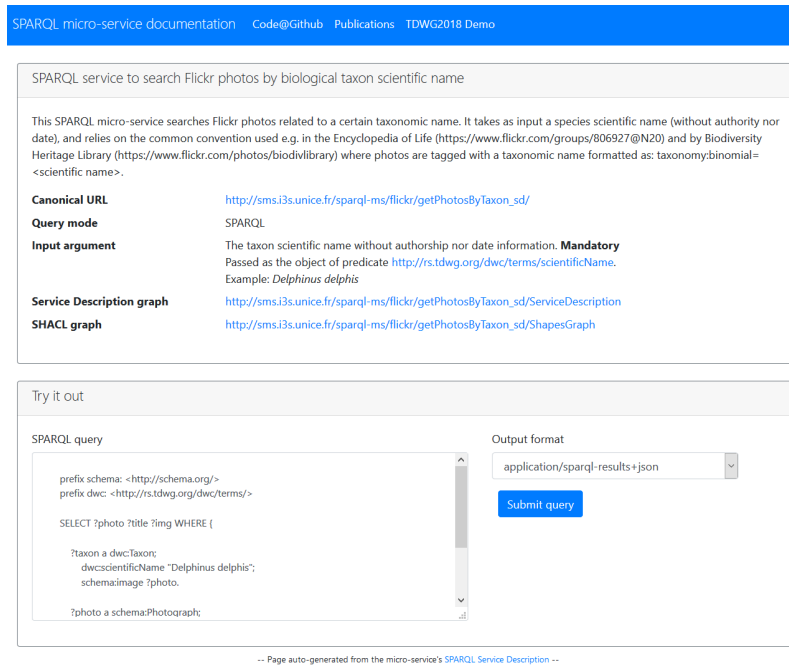 SPARQL micro-service documentation Code@Github Publications TDWG2018 Demo
SPARQL service to search Flickr photos by biological taxon scientific name
This SPARQL micro-service searches Flickr photos related to a certain taxonomic name. It takes as input a species scientific name (without authority nor
date), and relies on the common convention used e.g. in the Encyclopedia of Life (https://www.flickr.com/groups/806927@N20) and by Biodiversity
Heritage Library (https://www.flickr.com/photos/biodivlibrary) where photos are tagged with a taxonomic name formatted as: taxonomy:binomial=
<scientific name>.
Canonical URL http://sms.i3s.unice.fr/sparql-ms/flickr/getPhotosByTaxon_sd/
Query mode SPARQL
Input argument The taxon scientific name without authorship nor date information. Mandatory
Passed as the object of predicate http://rs.tdwg.org/dwc/terms/scientificName.
Example: Delphinus delphis
Service Description graph http://sms.i3s.unice.fr/sparql-ms/flickr/getPhotosByTaxon_sd/ServiceDescription
SHACL graph http://sms.i3s.unice.fr/sparql-ms/flickr/getPhotosByTaxon_sd/ShapesGraph
Try it out
SPARQL query
prefix schema: <http://schema.org/>
prefix dwc: <http://rs.tdwg.org/dwc/terms/>
SELECT ?photo ?title ?img WHERE {
?taxon a dwc:Taxon;
dwc:scientificName "Delphinus delphis";
schema:image ?photo.
?photo a schema:Photograph;
Output format
application/sparql-results+json
Submit query
-- Page auto-generated from the micro-service's SPARQL Service Description --